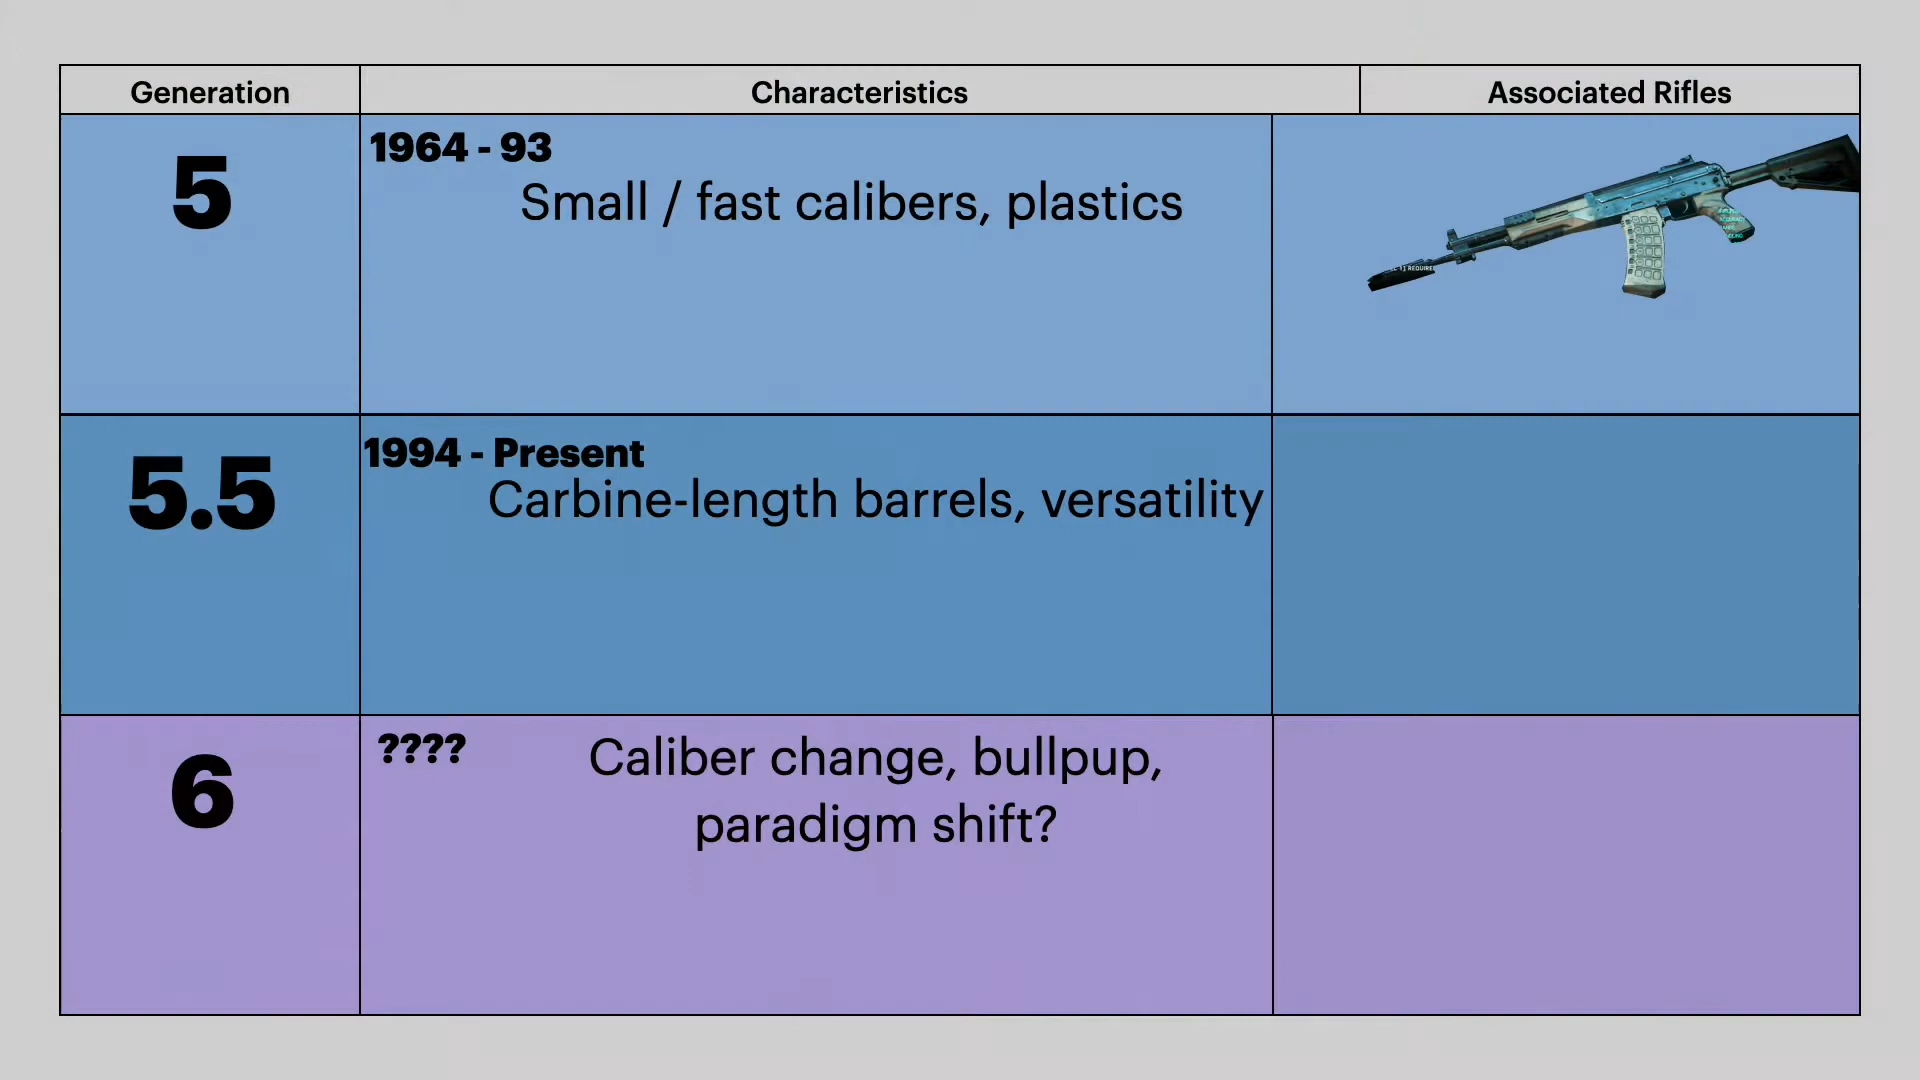 Generation Characteristics Associated Rifles
5
1964 - 93
Small / fast calibers, plastics
5.5
1994 - Present
Carbine-length barrels, versatility
6
????
Caliber change, bullpup,
paradigm shift?